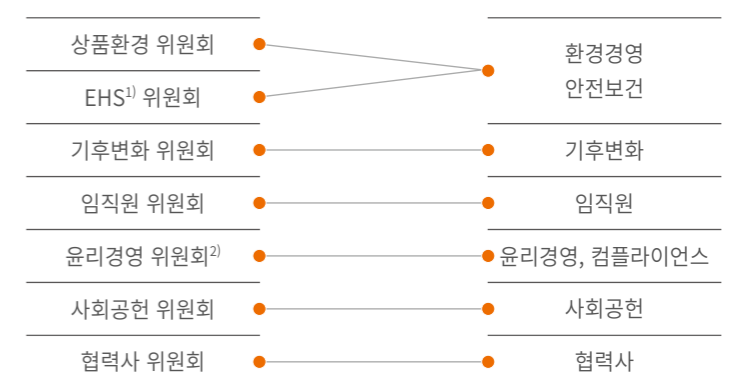 상품환경 위원회
EHS1) 위원회
환경경영
안전보건
기후변화 위원회
기후변화
임직원 위원회
임직원
윤리경영 위원회2)
윤리경영, 컴플라이언스
사회공헌 위원회
사회공헌
협력사 위원회
협력사